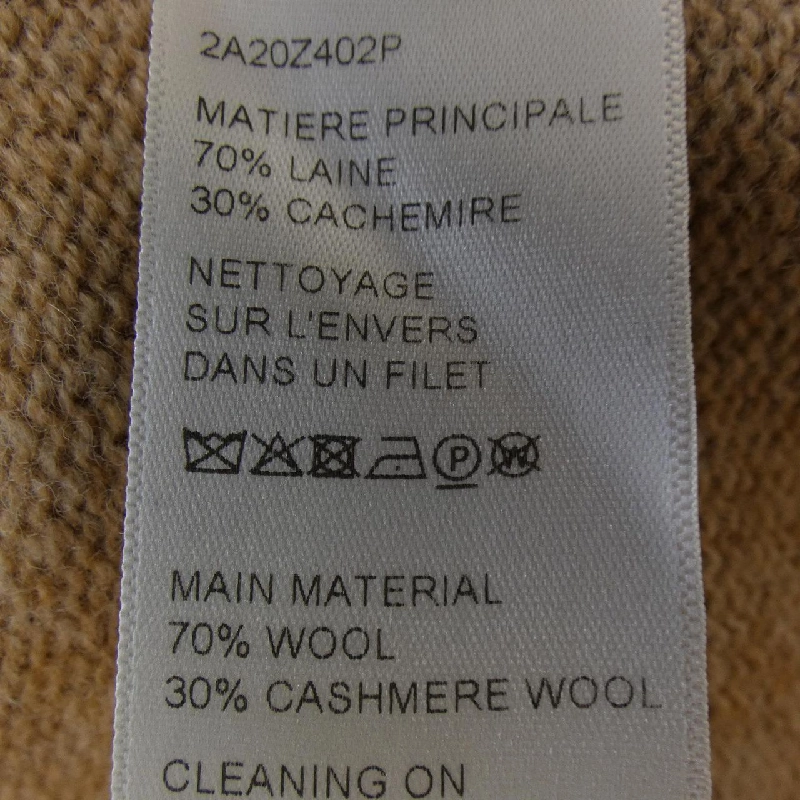 2A20Z402P
MATIERE PRINCIPALE
70% LAINE
30% CACHEMIRE
NETTOYAGE
SUR L'ENVERS
DANS UN FILET
P W
MAIN MATERIAL
70% WOOL
30% CASHMERE WOOL
CLEANING ON